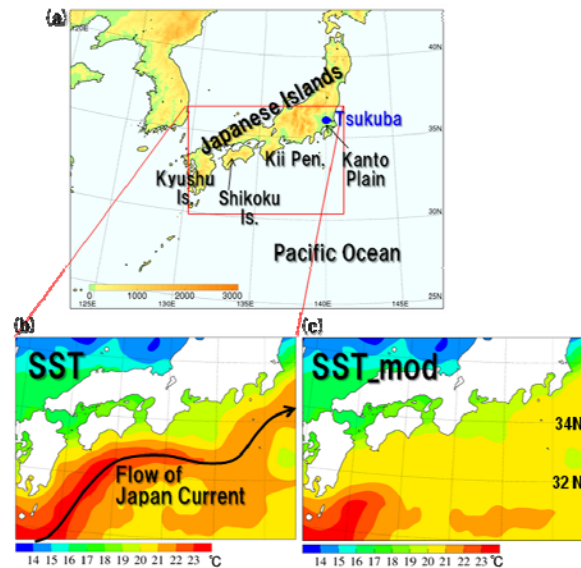 (a)
120E
40N
Japanese Islands
Tsukuba
35N
Kii Pen.
Kanto
Plain
Kyushu
Is.
Shikoku
Is.
30N
Pacific Ocean
0 1000 2000 3000
25N
125E 130E 135E 140E 145E
(b)
SST
Flow of
Japan Current
14 15 16 17 18 19 20 21 22 23 ℃
(c)
SST_mod
34N
32N
14 15 16 17 18 19 20 21 22 23 ℃